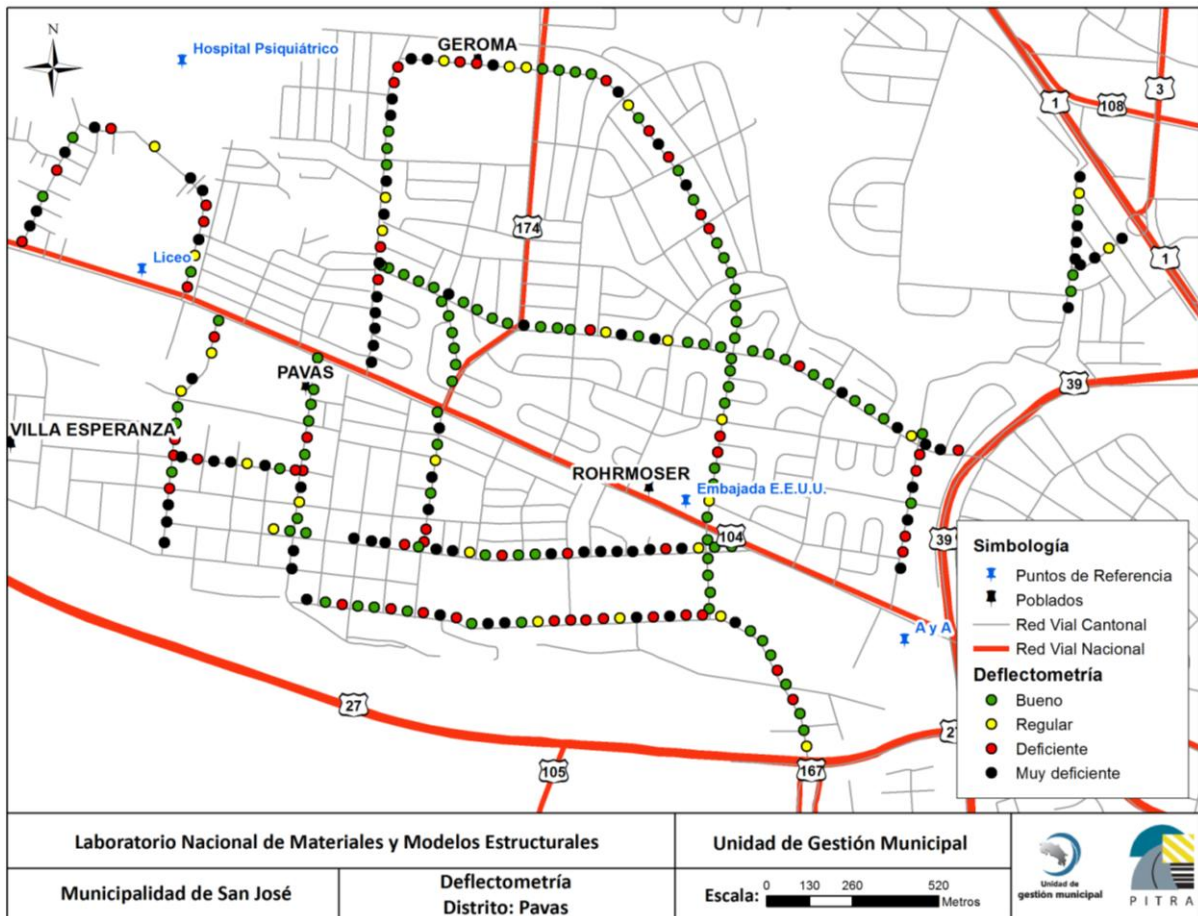 N
Hospital Psiquiátrico
GEROMA
1
3
108
174
Liceo
1
PAVAS
39
VILLA ESPERANZA
ROHRMOSER
Embajada E.E.U.U.
104
39
A y A
27
27
105
167
Simbología
Puntos de Referencia
Poblados
Red Vial Cantonal
Red Vial Nacional
Deflectometría
Bueno
Regular
Deficiente
Muy deficiente
Laboratorio Nacional de Materiales y Modelos Estructurales
Unidad de Gestión Municipal
Municipalidad de San José
Deflectometría
Distrito: Pavas
Escala: 0 130 260 520
Metros
Unidad de
gestión municipal
PITRA